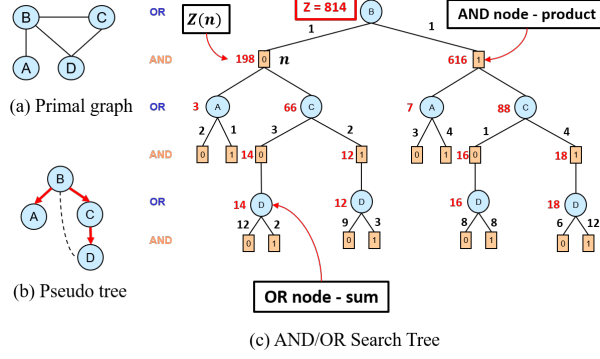 B
C
A
D
(a) Primal graph
B
A
C
D
(b) Pseudo tree
OR
Z(n)
Z = 814
B
AND node - product
1
1
AND
198
0
n
616
1
OR
3
A
66
C
7
A
88
C
2
1
3
2
3
4
1
4
AND
0
1
14
0
12
1
0
1
16
0
18
1
OR
14
D
12
D
16
D
18
D
12
2
9
3
8
8
6
12
AND
0
1
0
1
0
1
0
1
OR node - sum
(c) AND/OR Search Tree